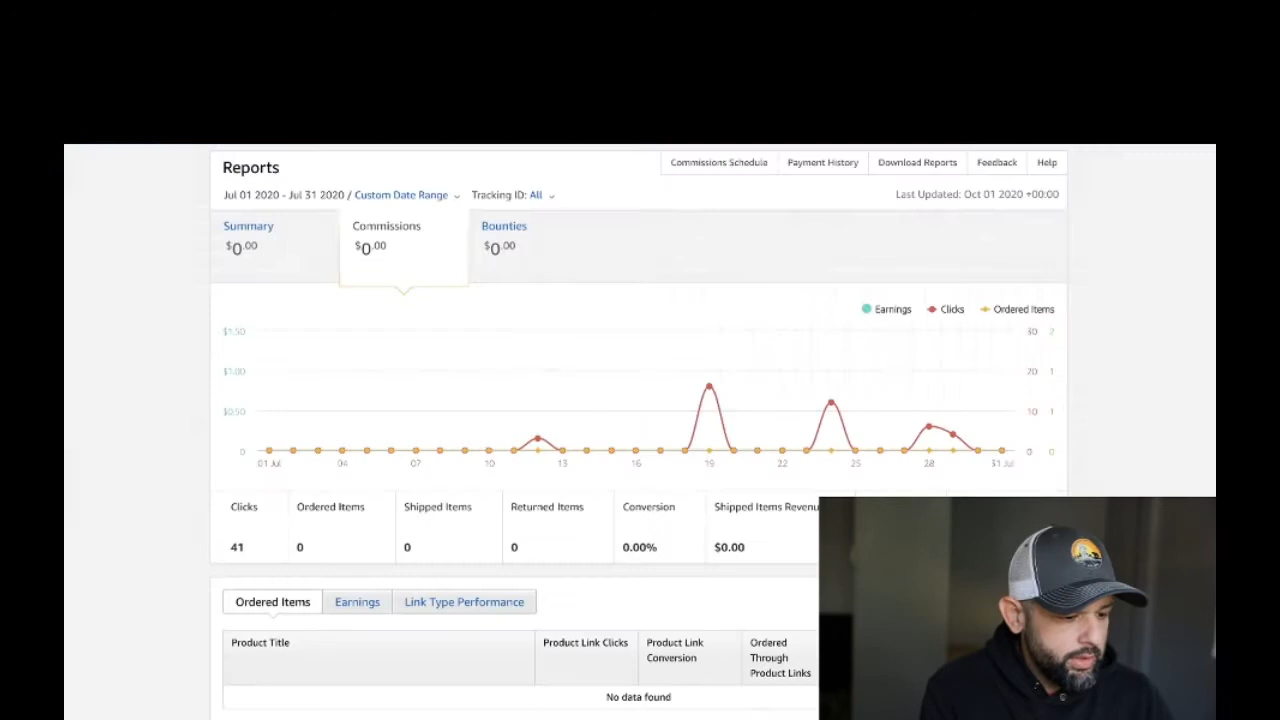 Reports
Commissions Schedule Payment History Download Reports Feedback Help
Jul 01 2020 - Jul 31 2020 / Custom Date Range Tracking ID: All
Last Updated: Oct 01 2020 +00:00
Summary Commissions Bounties
$0.00 $0.00 $0.00
Earnings Clicks Ordered Items
$1.50 30 2
$1.00 20 1
$0.50 10 1
0 0 0
01 Jul 04 07 10 13 16 19 22 25 28 31 Jul
Clicks Ordered Items Shipped Items Returned Items Conversion Shipped Items Revenu
41 0 0 0 0.00% $0.00
Ordered Items Earnings Link Type Performance
Product Title Product Link Clicks Product Link Conversion Ordered Through Product Links
No data found